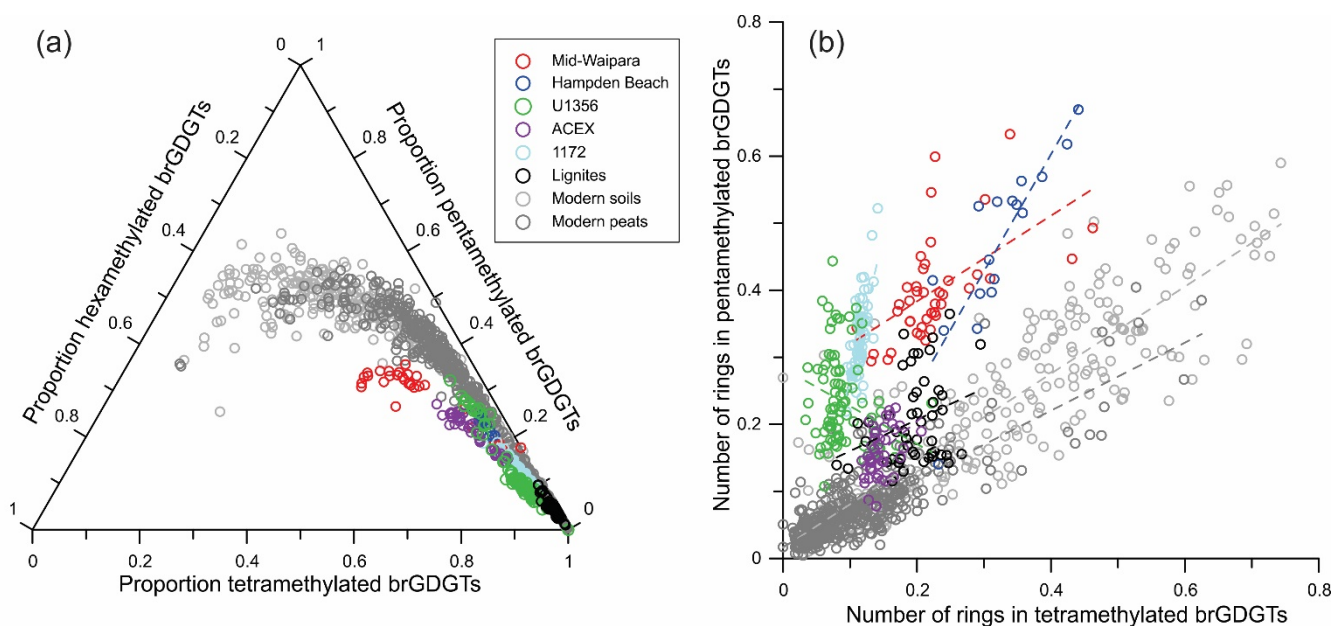 (a)
0
1
Proportion hexamethylated brGDGTs
0.2
0.4
0.6
0.8
1
Proportion pentamethylated brGDGTs
0.8
0.6
0.4
0.2
0
0
0.2
0.4
0.6
0.8
1
Proportion tetramethylated brGDGTs
Mid-Waipara
Hampden Beach
U1356
ACEX
1172
Lignites
Modern soils
Modern peats
(b)
Number of rings in pentamethylated brGDGTs
0.8
0.6
0.4
0.2
0
0
0.2
0.4
0.6
0.8
Number of rings in tetramethylated brGDGTs